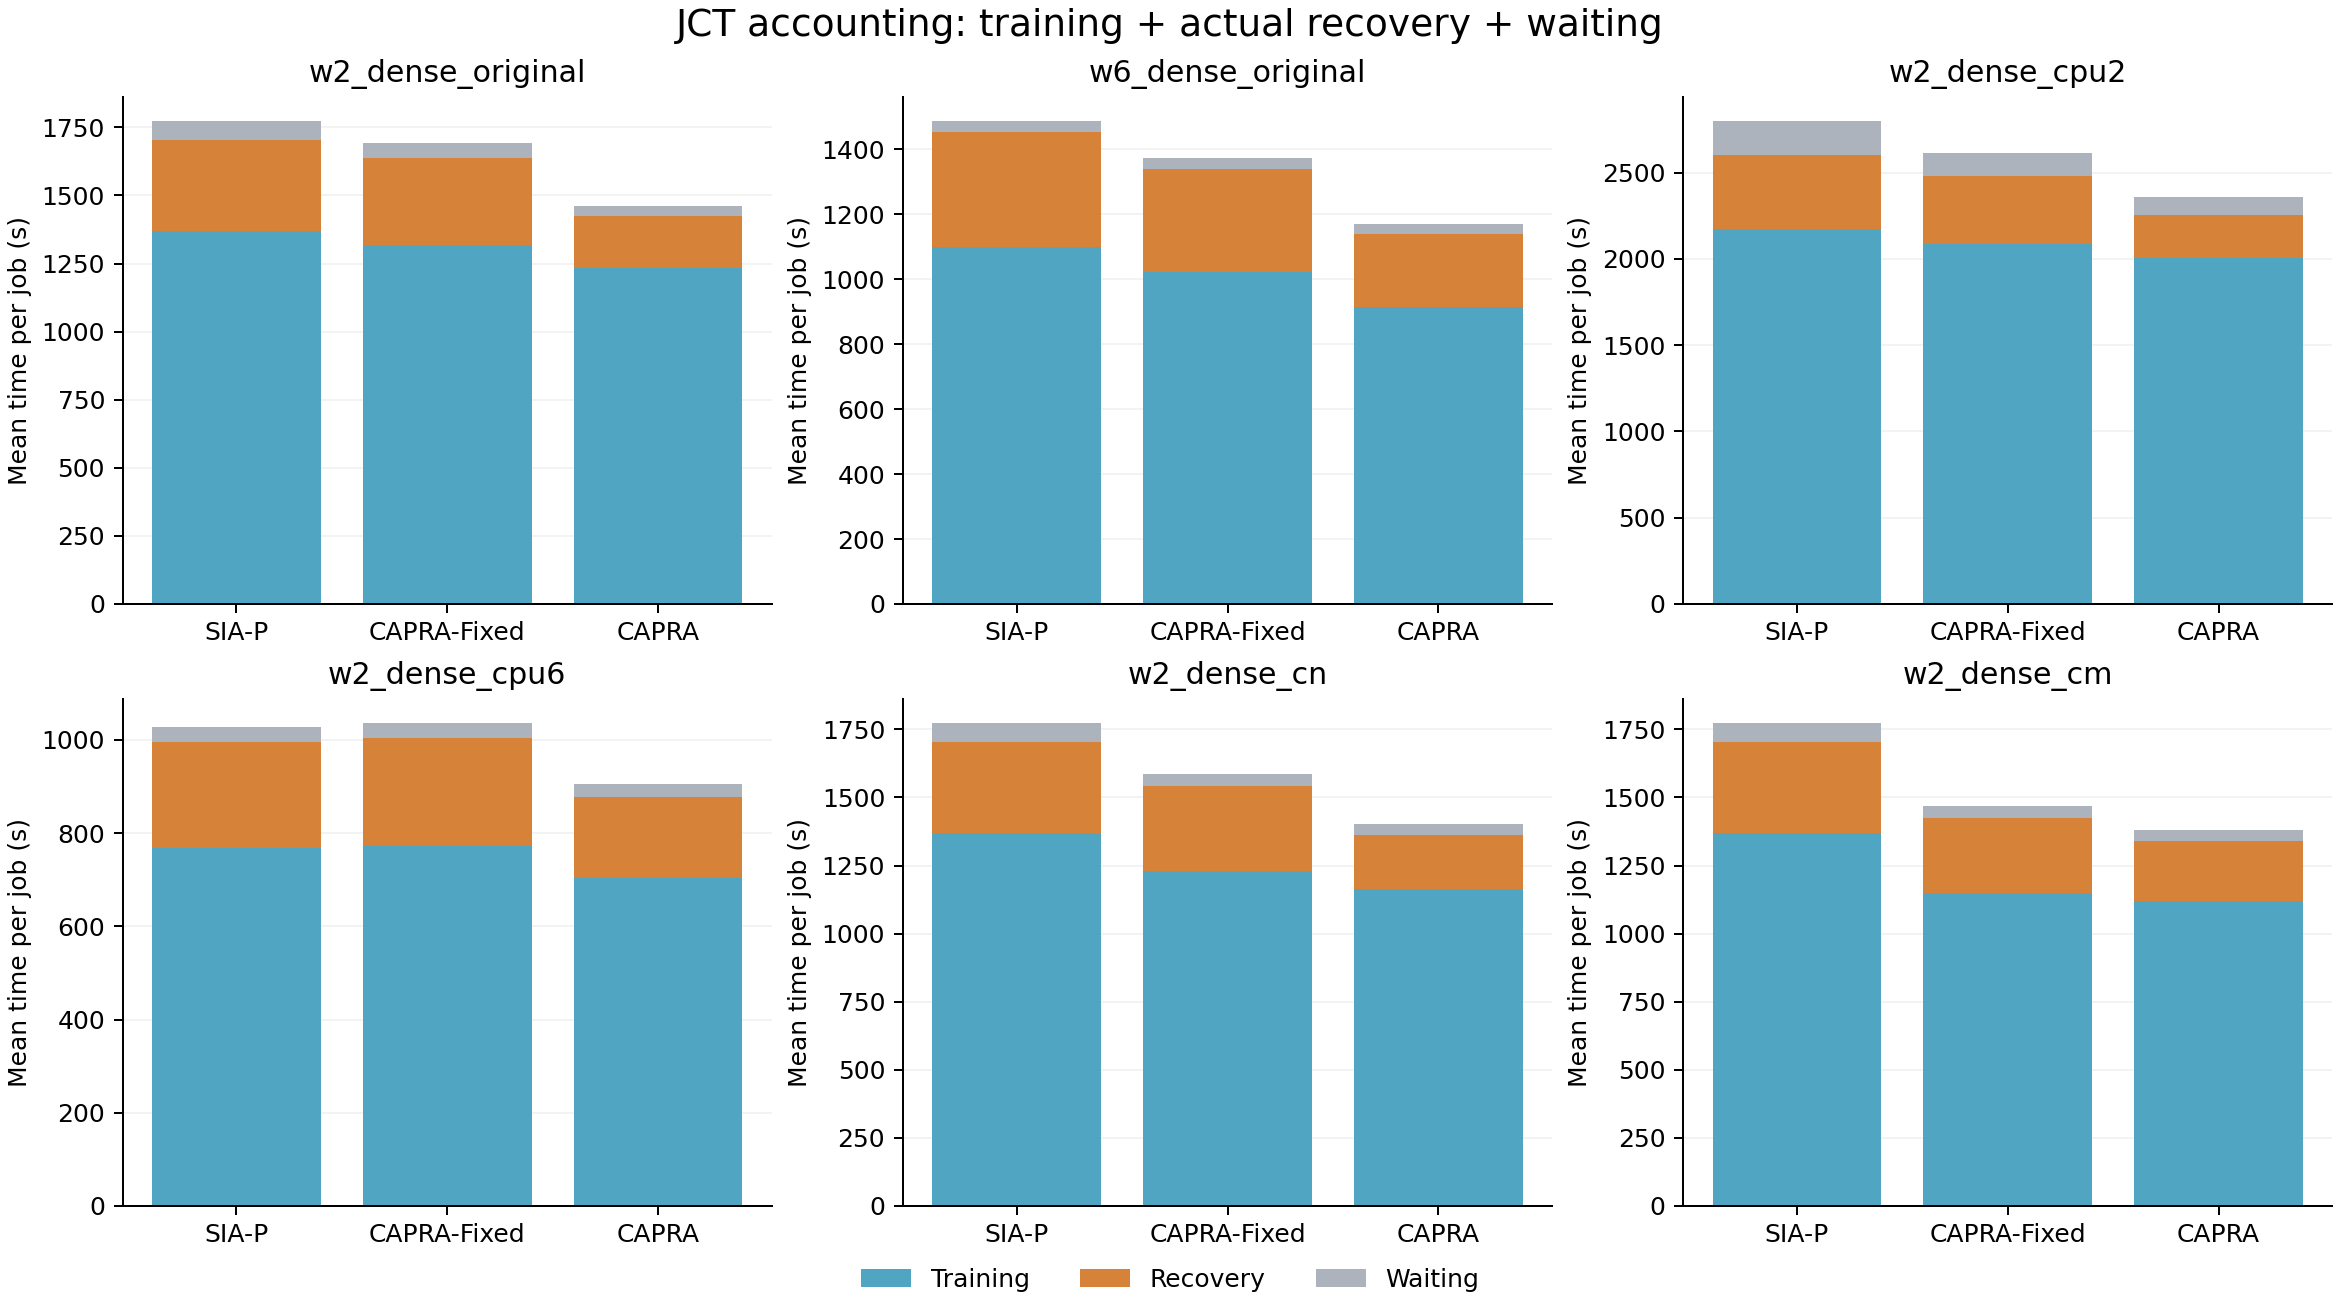 JCT accounting: training + actual recovery + waiting
w2_dense_original
Mean time per job (s)
1750
1500
1250
1000
750
500
250
0
SIA-P CAPRA-Fixed CAPRA
w6_dense_original
Mean time per job (s)
1400
1200
1000
800
600
400
200
0
SIA-P CAPRA-Fixed CAPRA
w2_dense_cpu2
Mean time per job (s)
2500
2000
1500
1000
500
0
SIA-P CAPRA-Fixed CAPRA
w2_dense_cpu6
Mean time per job (s)
1000
800
600
400
200
0
SIA-P CAPRA-Fixed CAPRA
w2_dense_cn
Mean time per job (s)
1750
1500
1250
1000
750
500
250
0
SIA-P CAPRA-Fixed CAPRA
w2_dense_cm
Mean time per job (s)
1750
1500
1250
1000
750
500
250
0
SIA-P CAPRA-Fixed CAPRA
Training Recovery Waiting